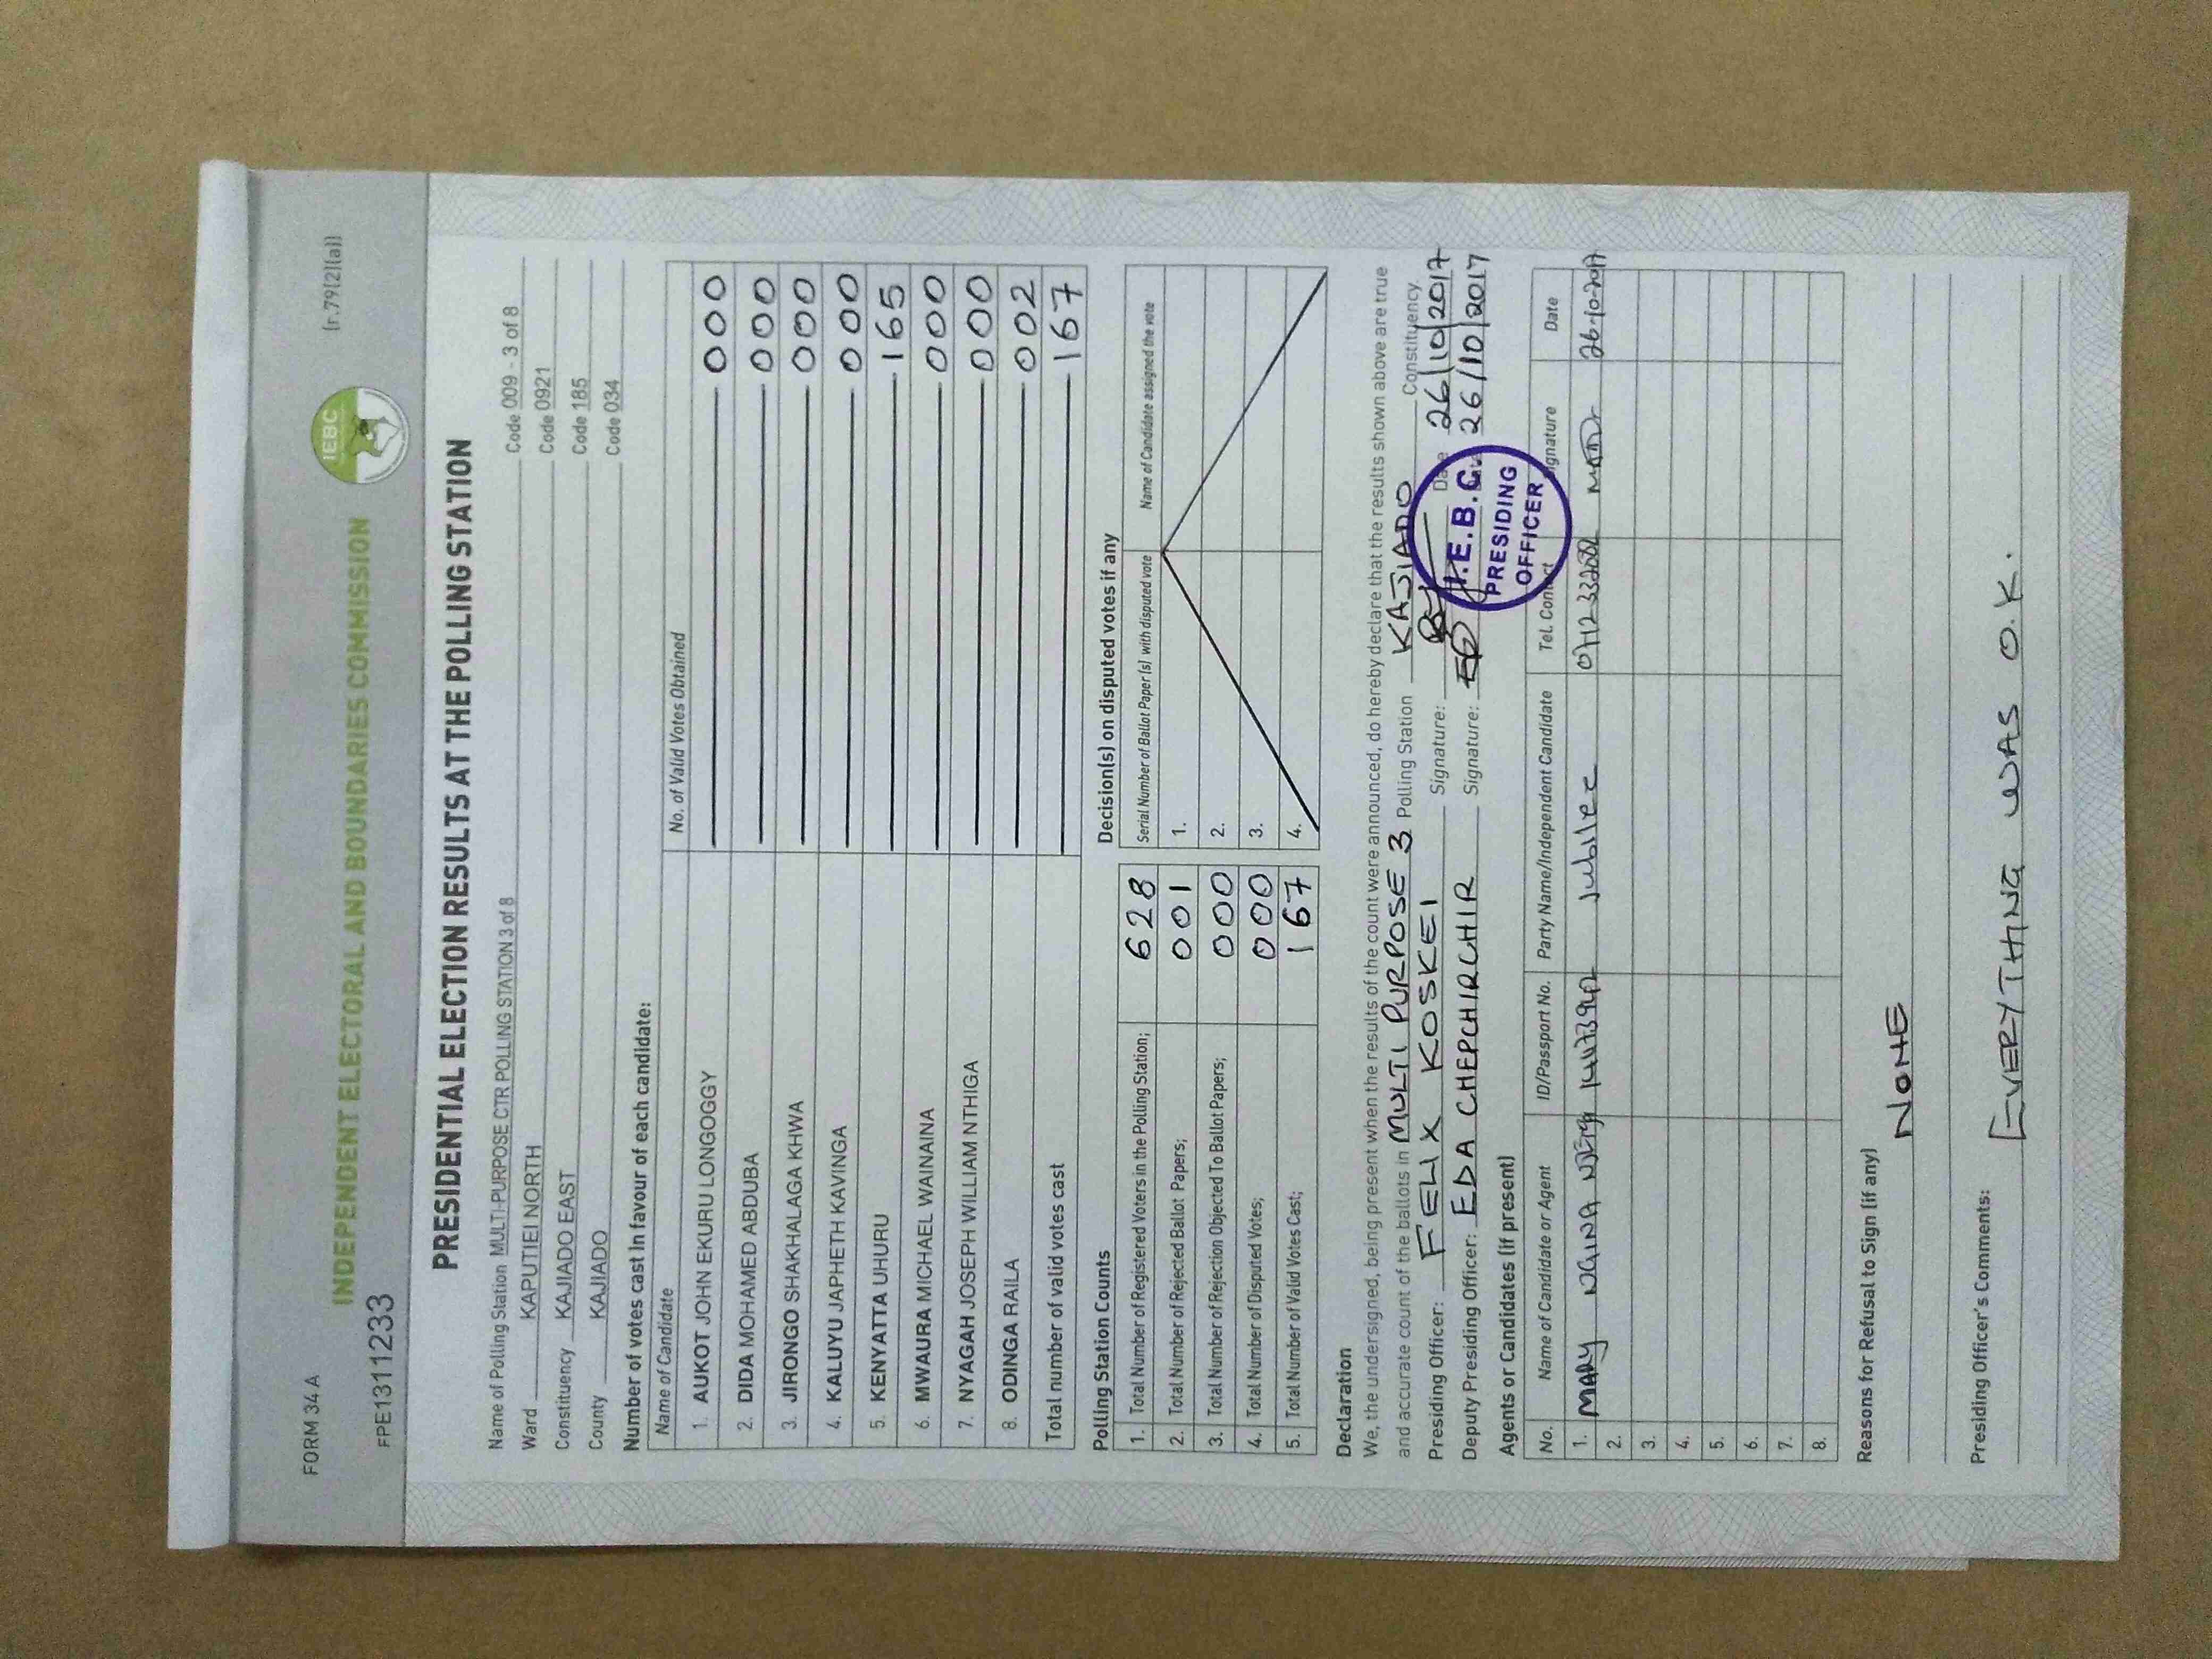 FORM 34 A
(r.79(2)(a))
FPE1311233
IEBC
INDEPENDENT ELECTORAL AND BOUNDARIES COMMISSION
PRESIDENTIAL ELECTION RESULTS AT THE POLLING STATION
Name of Polling Station MULTI-PURPOSE CTR POLLING STATION 3 of 8 Code 009 - 3 of 8
Ward KAPUTIEI NORTH Code 0921
Constituency KAJIADO EAST Code 185
County KAJIADO Code 034
Number of votes cast in favour of each candidate:
Name of Candidate No. of Valid Votes Obtained
1. AUKOT JOHN EKURU LONGOGGY 000
2. DIDA MOHAMED ABDUBA 000
3. JIRONGO SHAKHALAGA KHWA 000
4. KALUYU JAPHETH KAVINGA 000
5. KENYATTA UHURU 165
6. MWAURA MICHAEL WAINAINA 000
7. NYAGAH JOSEPH WILLIAM NTHIGA 000
8. ODINGA RAILA 002
Total number of valid votes cast 167
Polling Station Counts
1. Total Number of Registered Voters in the Polling Station; 628
2. Total Number of Rejected Ballot Papers; 001
3. Total Number of Rejection Objected To Ballot Papers; 000
4. Total Number of Disputed Votes; 000
5. Total Number of Valid Votes Cast; 167
Decision(s) on disputed votes if any
Serial Number of Ballot Paper (s) with disputed vote Name of Candidate assigned the vote
1.
2.
3.
4.
Declaration
We, the undersigned, being present when the results of the count were announced, do hereby declare that the results shown above are true
and accurate count of the ballots in MULTI PURPOSE 3 Polling Station KAJIADO Constituency.
Presiding Officer: FELIX KOSKEI Signature: Date 26/10/2017
Deputy Presiding Officer: EDA CHEPCHIRCHIR Signature: Date 26/10/2017
I.E.B.C.
PRESIDING
OFFICER
Agents or Candidates (if present)
No. Name of Candidate or Agent ID/Passport No. Party Name/Independent Candidate Tel. Contact Signature Date
1. MARY NGINA Jubilee 26-10-2017
2.
3.
4.
5.
6.
7.
8.
Reasons for Refusal to Sign (if any)
NONE
Presiding Officer's Comments:
EVERYTHING WAS O.K.